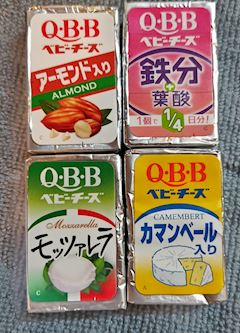 Q・B・B
ベビーチーズ
アーモンド入り
ALMOND
Q・B・B
ベビーチーズ
鉄分
+
葉酸
1個で1/4日分!
Q・B・B
ベビーチーズ
Mozzarella
モッツァレラ
C
Q・B・B
ベビーチーズ
CAMEMBERT
カマンベール
入り
A